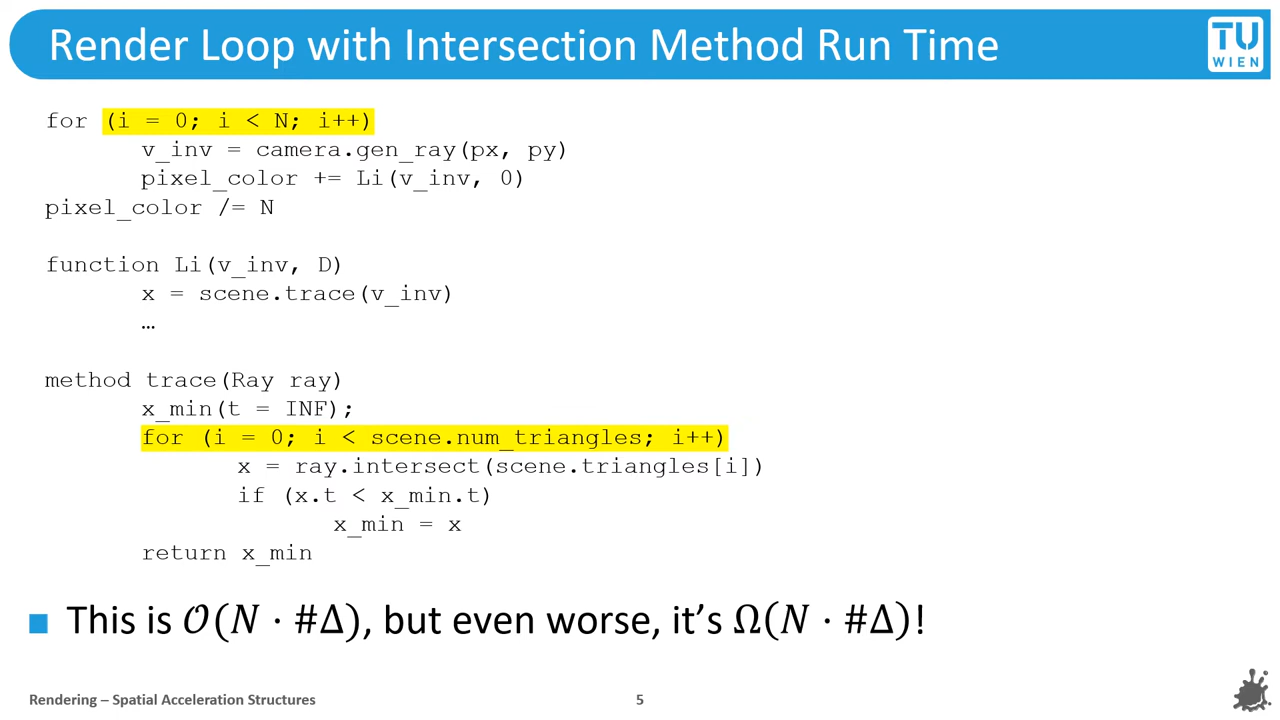 Render Loop with Intersection Method Run Time
TU
WIEN
for (i = 0; i < N; i++)
v_inv = camera.gen_ray(px, py)
pixel_color += Li(v_inv, 0)
pixel_color /= N
function Li(v_inv, D)
x = scene.trace(v_inv)
…
method trace(Ray ray)
x_min(t = INF);
for (i = 0; i < scene.num_triangles; i++)
x = ray.intersect(scene.triangles[i])
if (x.t < x_min.t)
x_min = x
return x_min
This is 𝒪(N · #Δ), but even worse, it’s Ω(N · #Δ)!
Rendering – Spatial Acceleration Structures
5